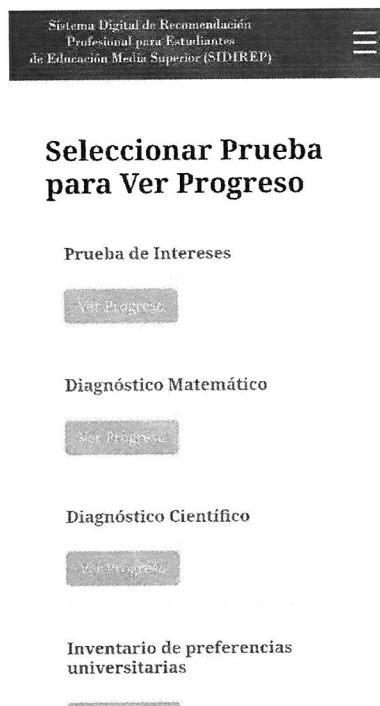 Sistema Digital de Recomendación
Profesional para Estudiantes
de Educación Media Superior (SIDIREP)
Seleccionar Prueba
para Ver Progreso
Prueba de Intereses
Ver Progreso
Diagnóstico Matemático
Ver Progreso
Diagnóstico Científico
Ver Progreso
Inventario de preferencias
universitarias